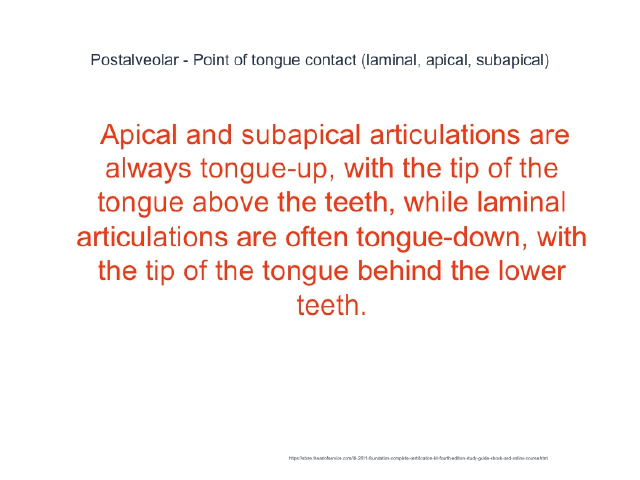 Postalveolar - Point of tongue contact (laminal, apical, subapical)
Apical and subapical articulations are
always tongue-up, with the tip of the
tongue above the teeth, while laminal
articulations are often tongue-down, with
the tip of the tongue behind the lower
teeth.